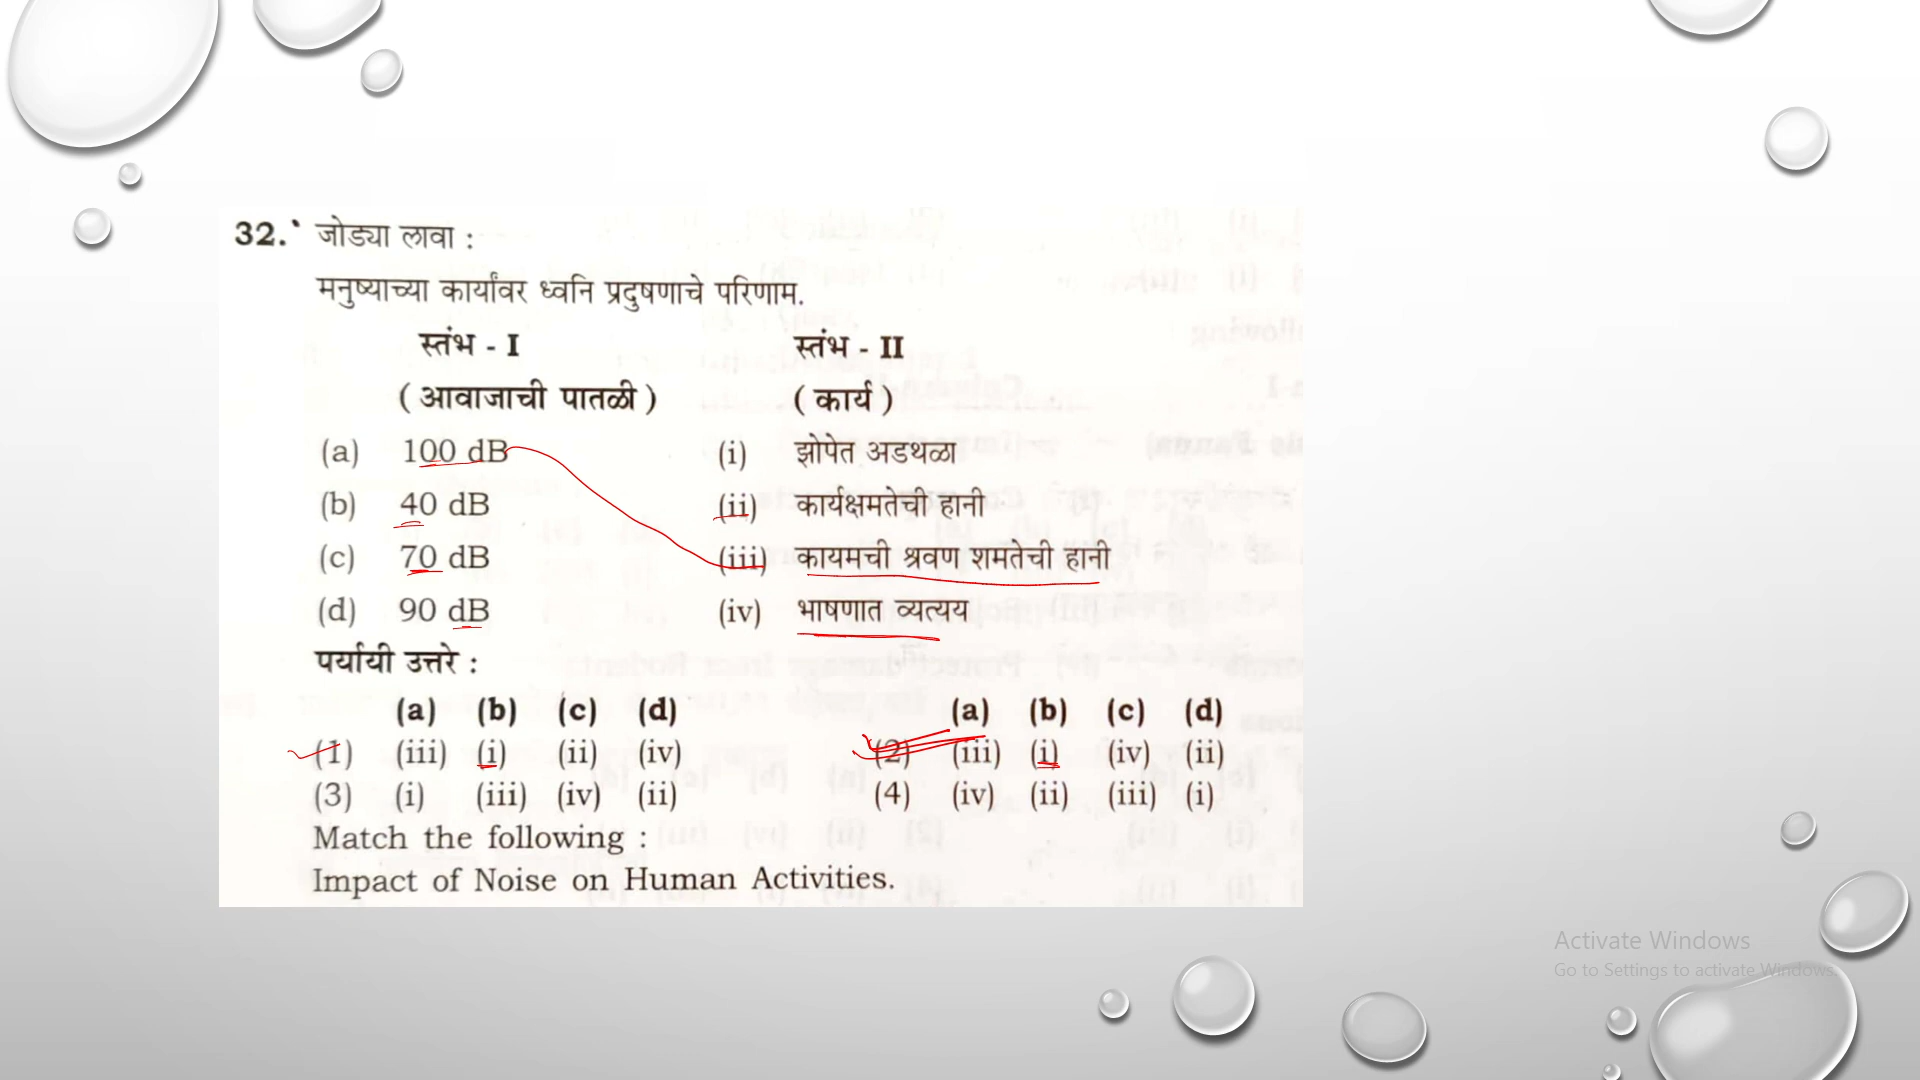 32. जोड्या लावा :
मनुष्याच्या कार्यांवर ध्वनि प्रदुषणाचे परिणाम.
स्तंभ - I स्तंभ - II
( आवाजाची पातळी ) ( कार्य )
(a) 100 dB (i) झोपेत अडथळा
(b) 40 dB (ii) कार्यक्षमतेची हानी
(c) 70 dB (iii) कायमची श्रवण शमतेची हानी
(d) 90 dB (iv) भाषणात व्यत्यय
पर्यायी उत्तरे :
(a) (b) (c) (d) (a) (b) (c) (d)
(1) (iii) (i) (ii) (iv) (2) (iii) (i) (iv) (ii)
(3) (i) (iii) (iv) (ii) (4) (iv) (ii) (iii) (i)
Match the following :
Impact of Noise on Human Activities.
Activate Windows
Go to Settings to activate Windows.